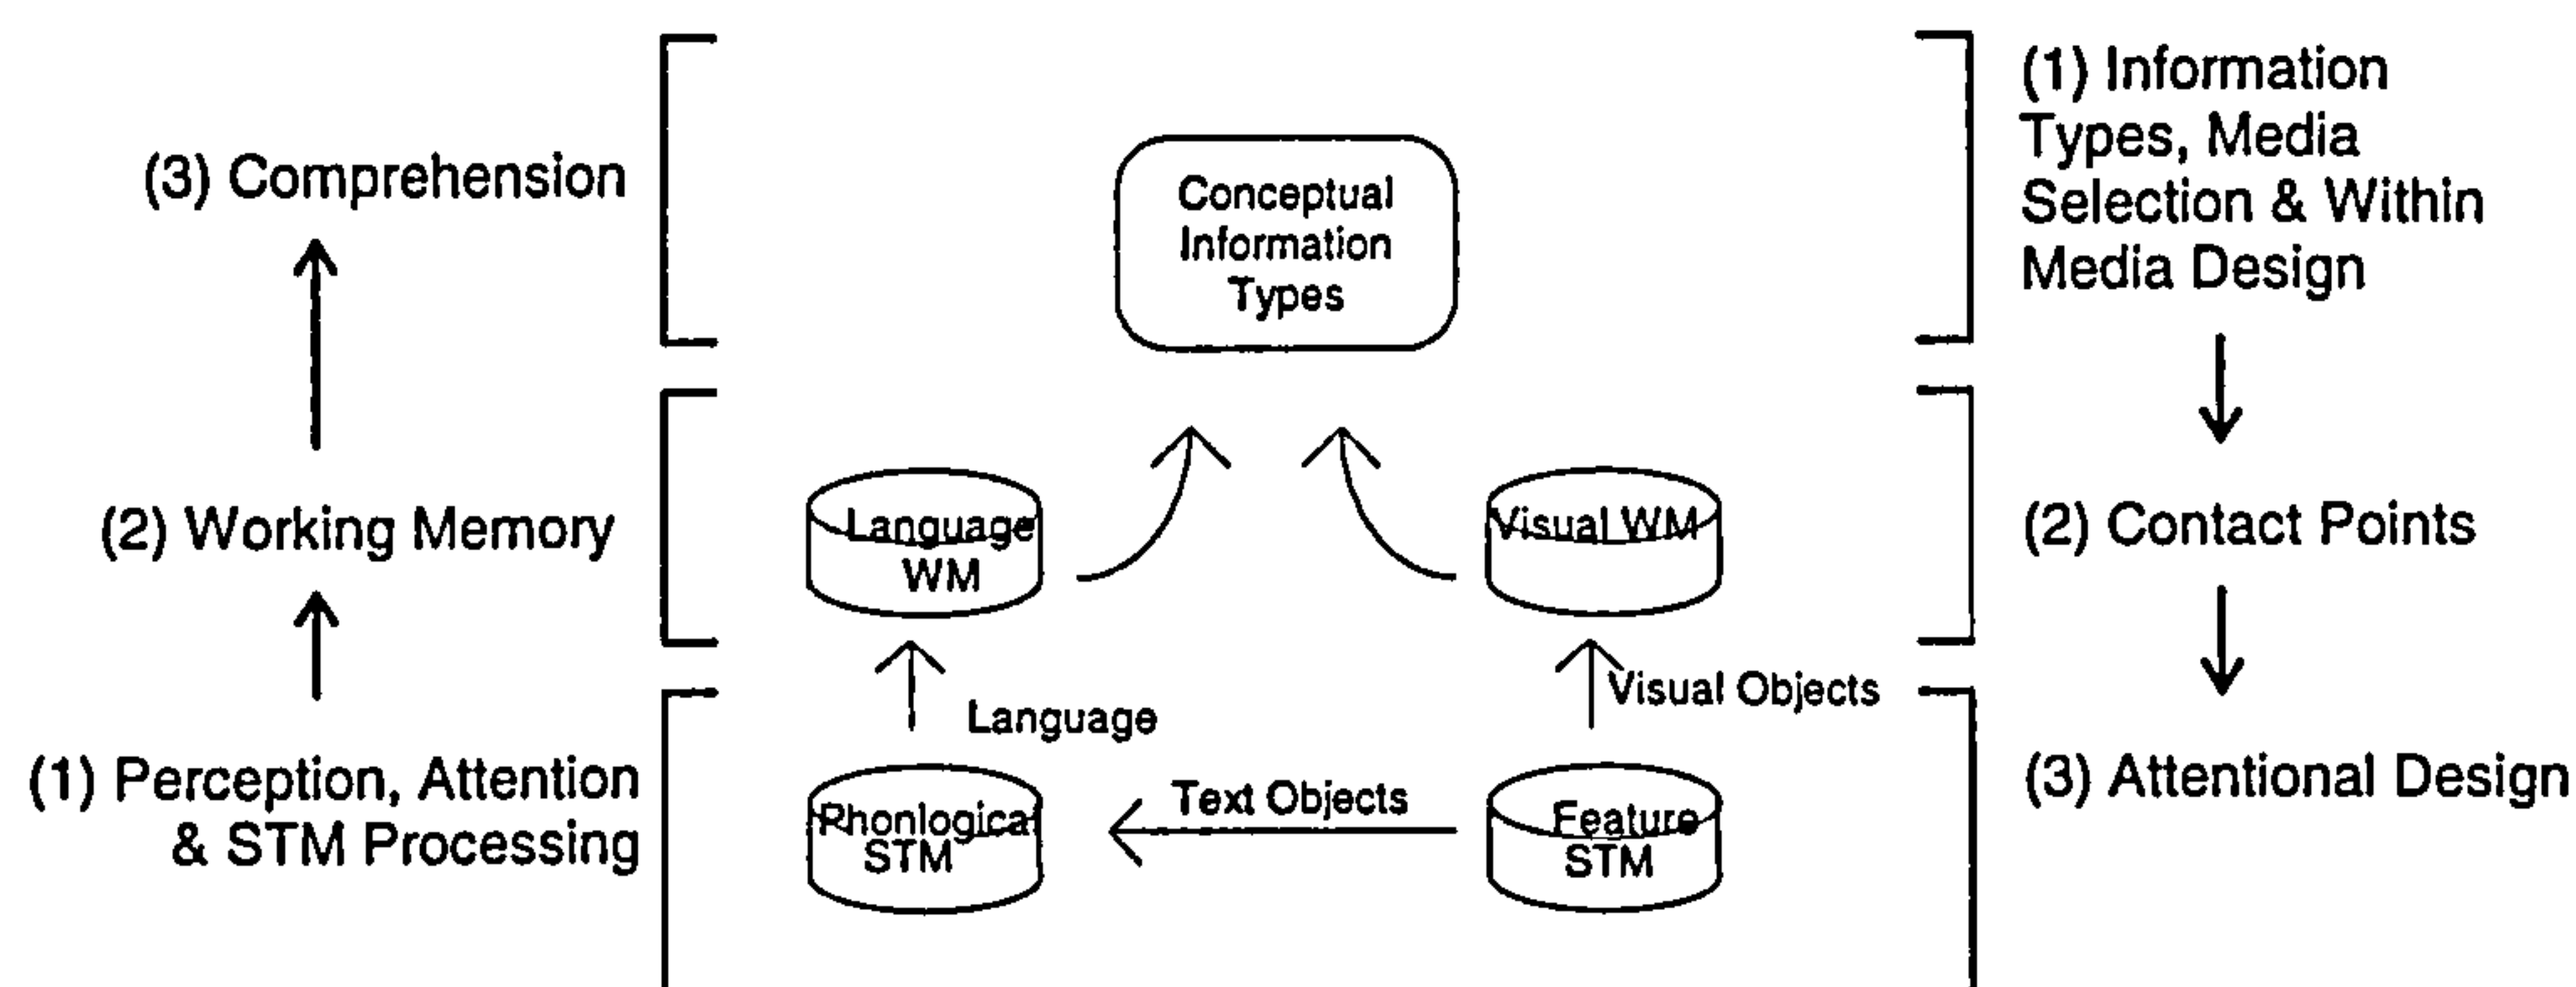 (3) Comprehension
(2) Working Memory
(1) Perception, Attention
& STM Processing
Conceptual
Information
Types
Language
WM
Visual WM
Language
Visual Objects
Phonlogical
STM
Text Objects
Feature
STM
(1) Information
Types, Media
Selection & Within
Media Design
(2) Contact Points
(3) Attentional Design